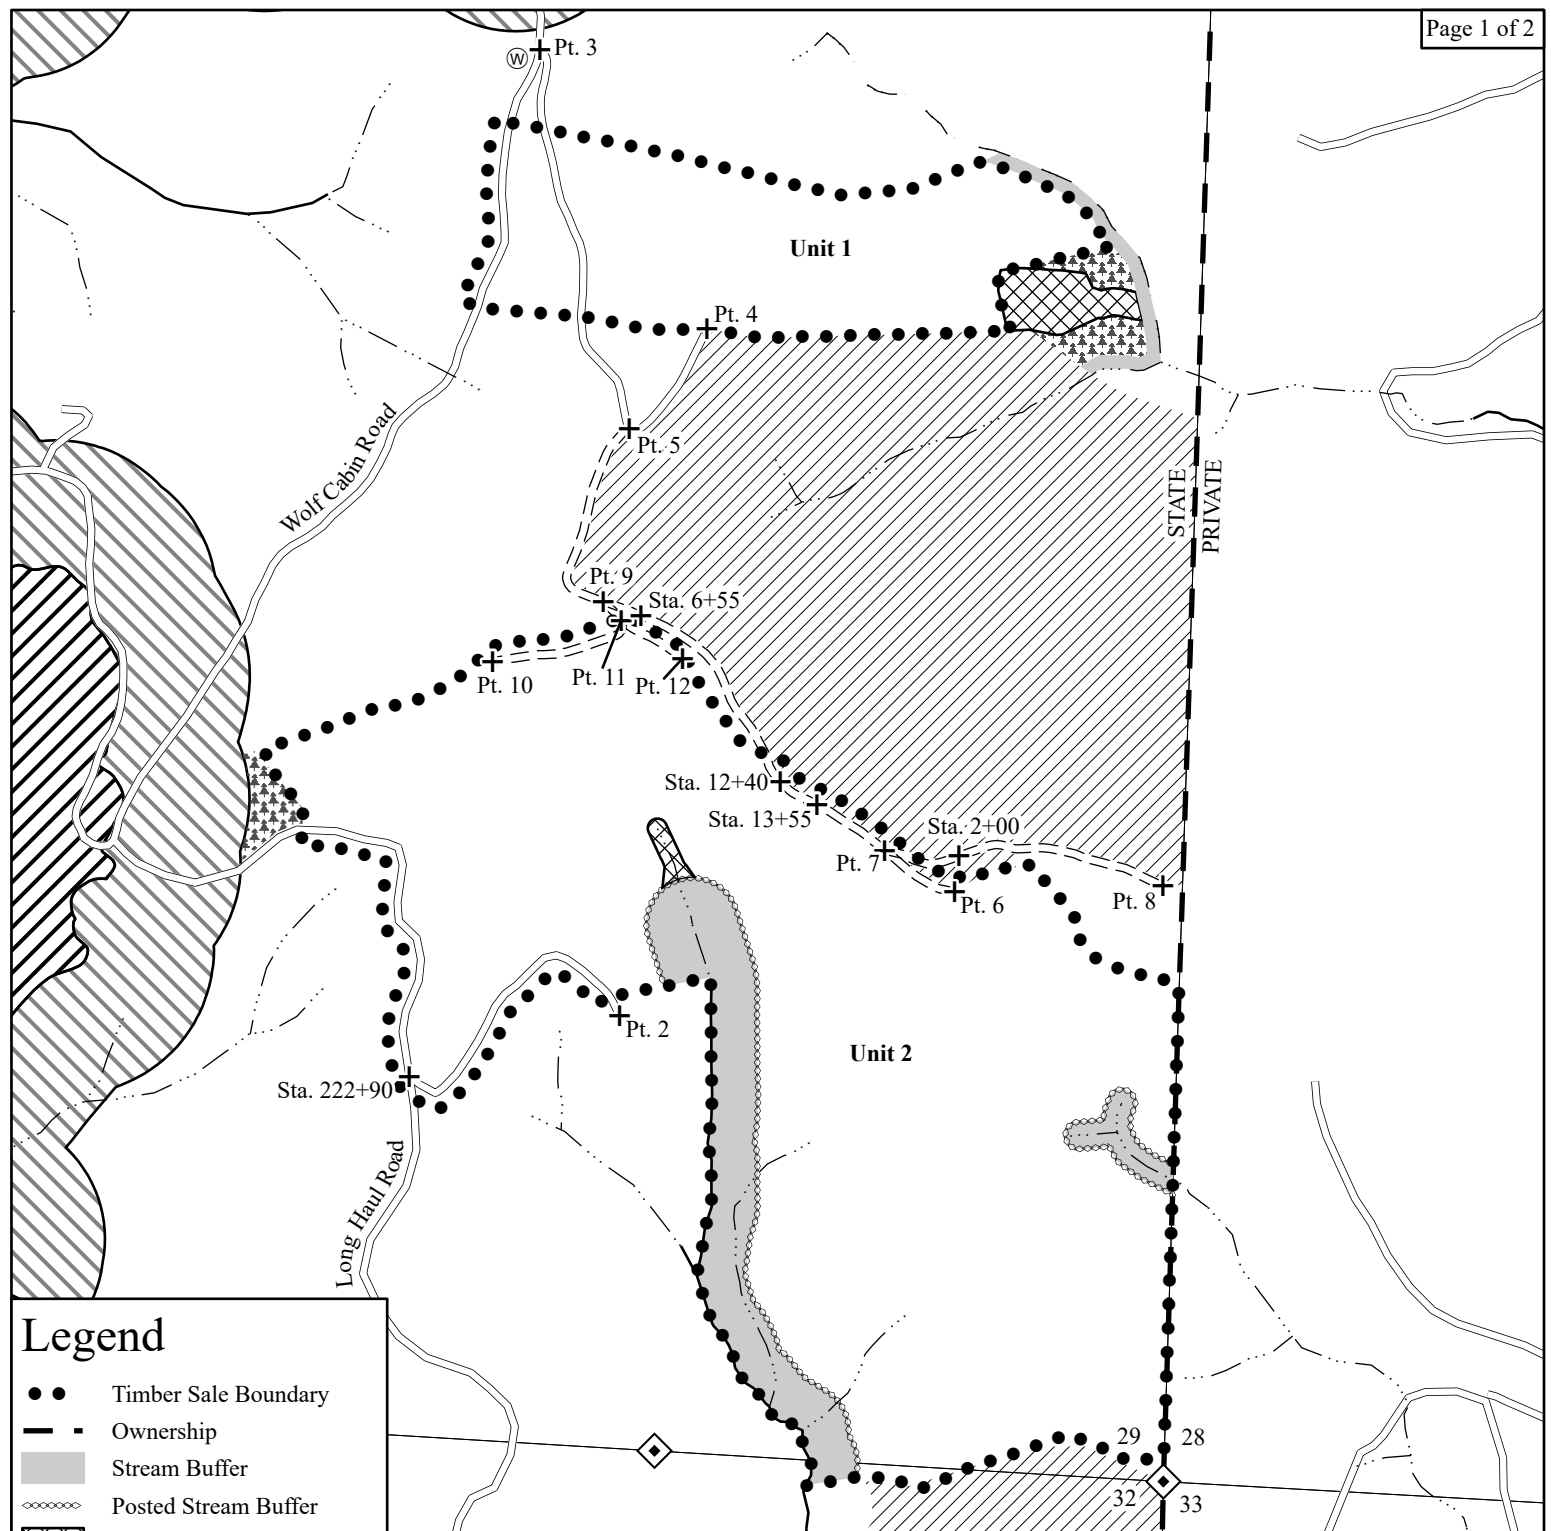 Page 1 of 2
Pt. 3
W
Unit 1
Pt. 4
Wolf Cabin Road
Pt. 5
STATE
PRIVATE
Pt. 9
Sta. 6+55
Pt. 11
Pt. 10
Pt. 12
Sta. 12+40
Sta. 13+55
Sta. 2+00
Pt. 7
Pt. 8
Pt. 6
Pt. 2
Unit 2
Sta. 222+90
Long Haul Road
Legend
Timber Sale Boundary
Ownership
Stream Buffer
Posted Stream Buffer
29
28
32
33